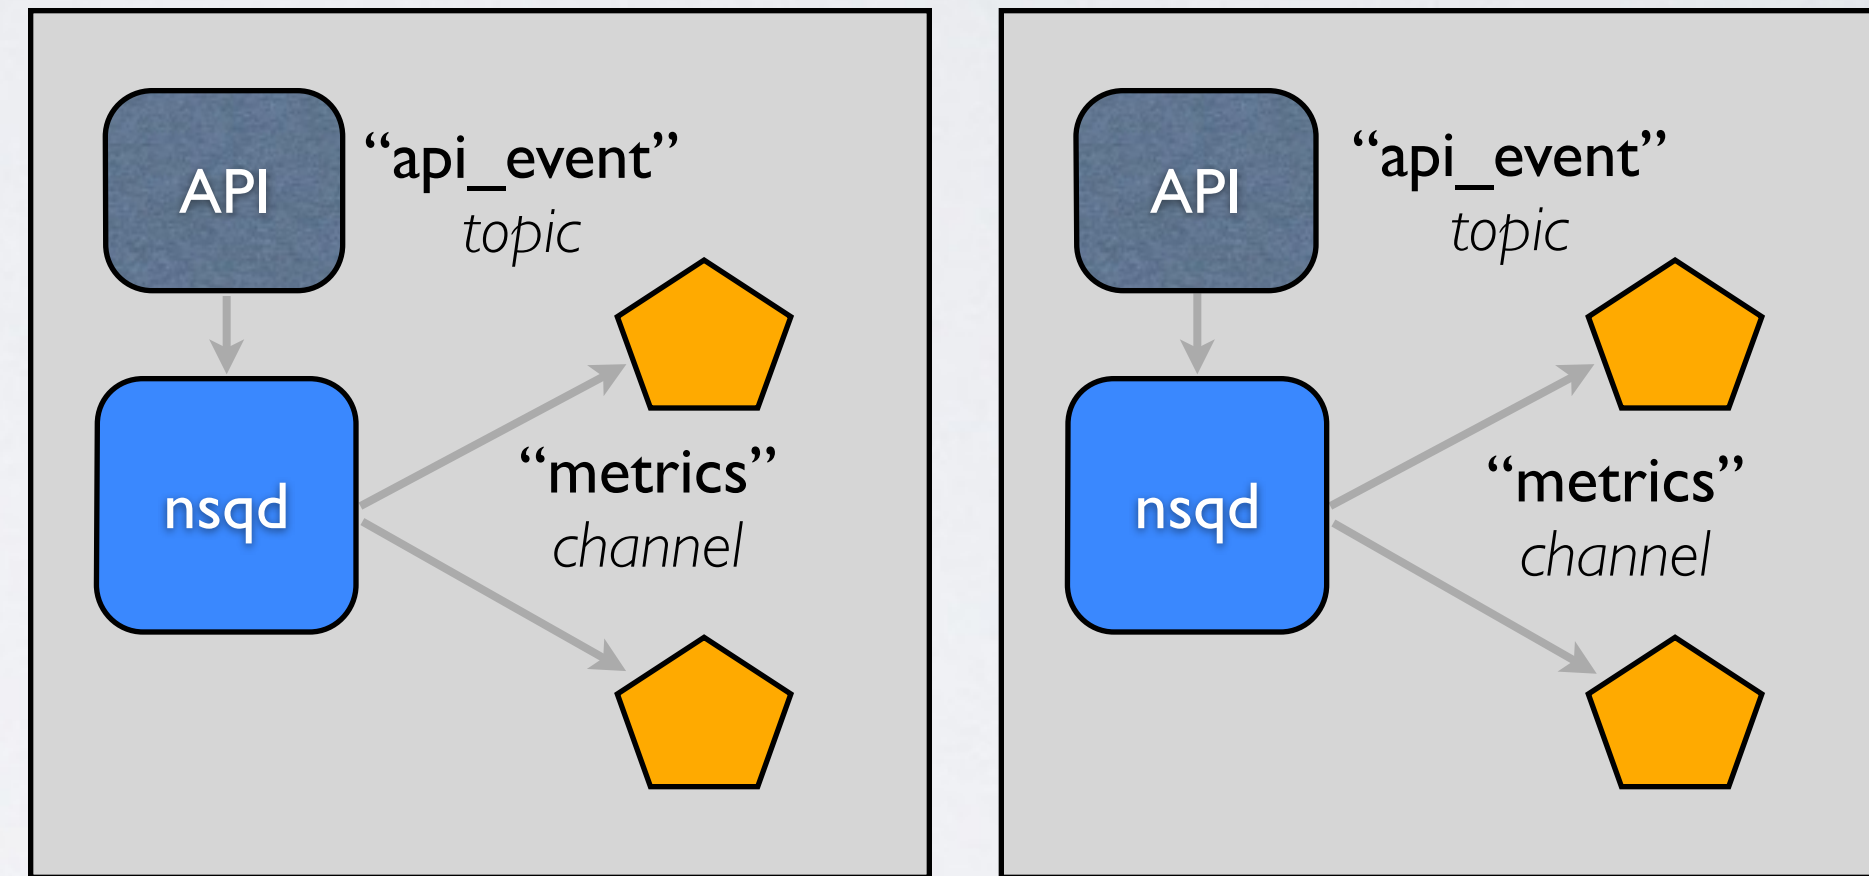 API
“api_event”
topic
nsqd
“metrics”
channel
API
“api_event”
topic
nsqd
“metrics”
channel